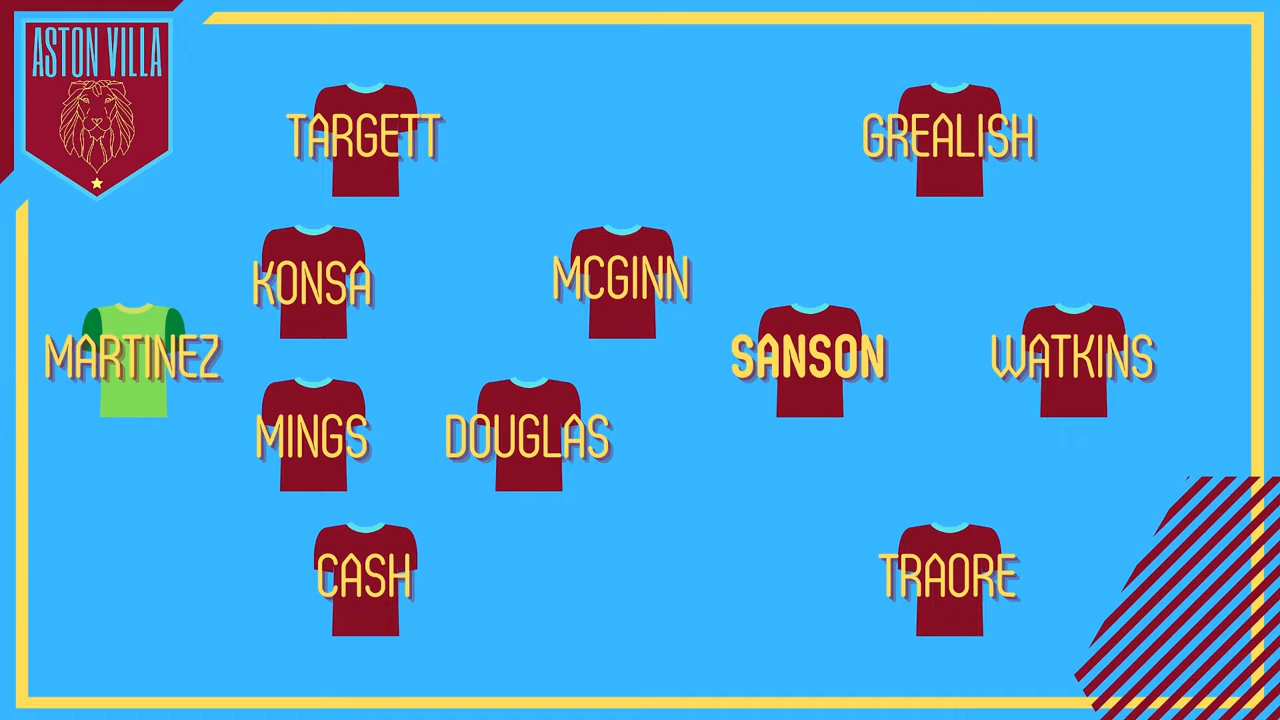 ASTON VILLA
TARGETT
GREALISH
KONSA
MCGINN
MARTINEZ
SANSON
WATKINS
MINGS
DOUGLAS
CASH
TRAORE